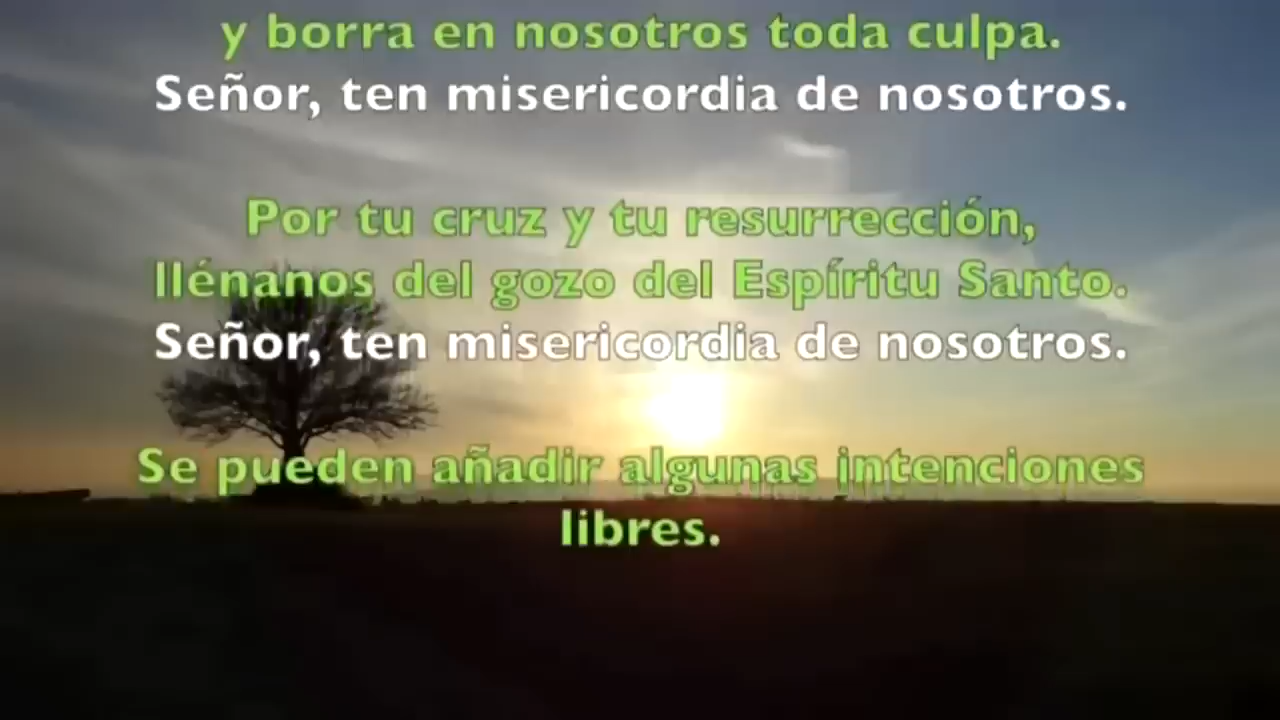 y borra en nosotros toda culpa.
Señor, ten misericordia de nosotros.
Por tu cruz y tu resurrección,
llénanos del gozo del Espíritu Santo.
Señor, ten misericordia de nosotros.
Se pueden añadir algunas intenciones
libres.